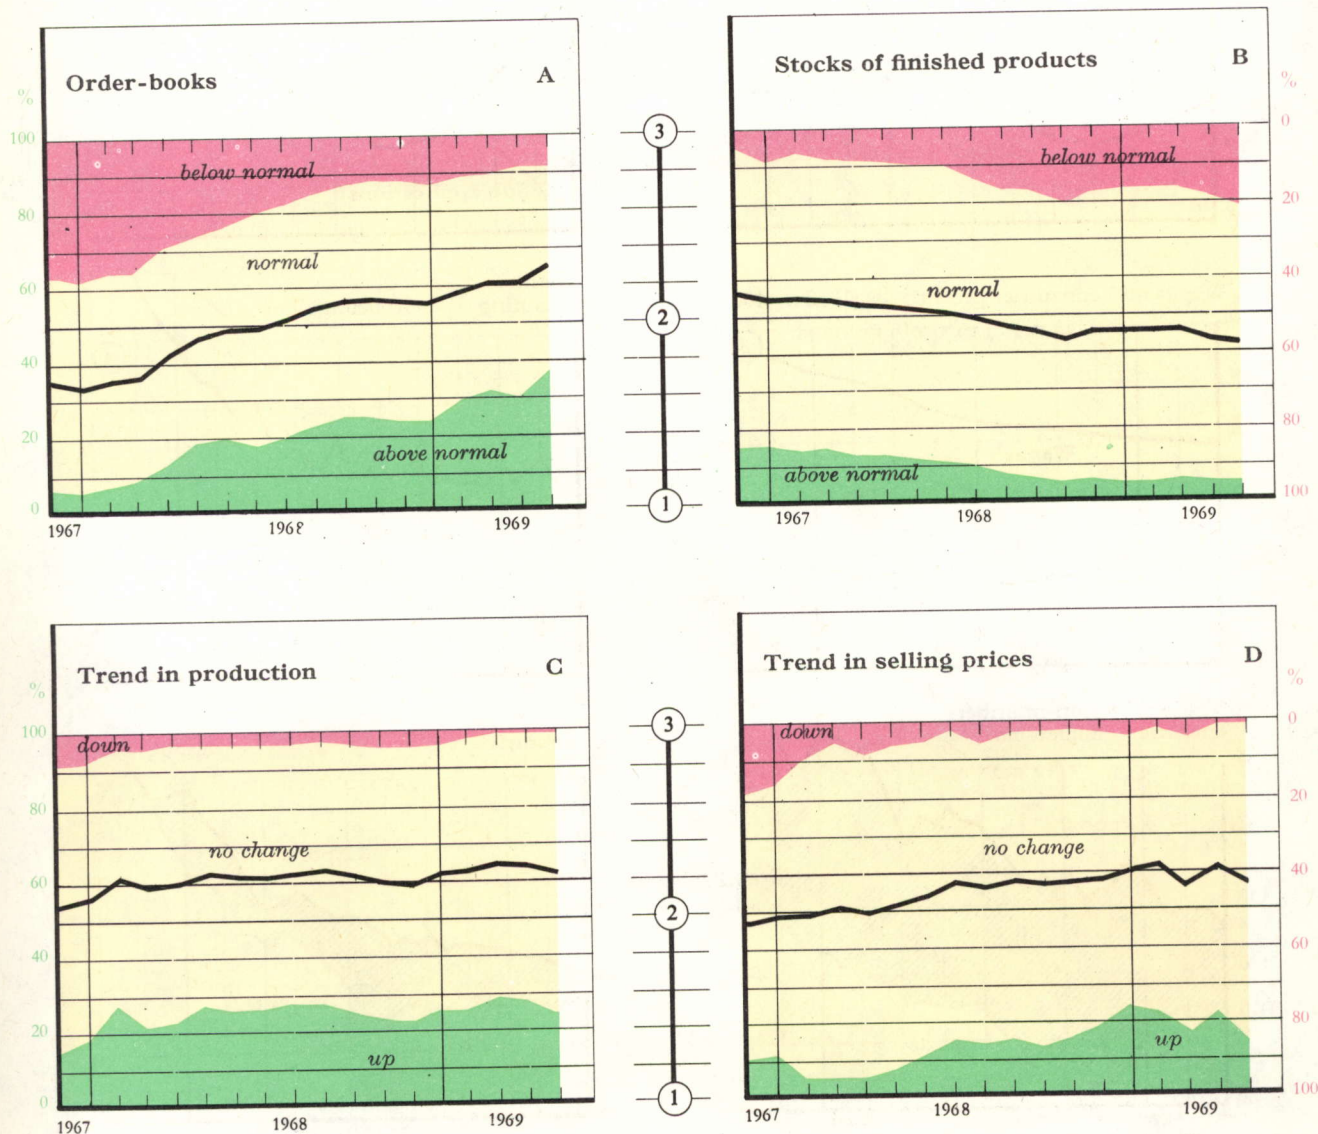 Order-books A
%
100
80
60
40
20
0
below normal
normal
above normal
1967 1968 1969
3
2
1
Stocks of finished products B
%
0
20
40
60
80
100
below normal
normal
above normal
1967 1968 1969
Trend in production C
%
100
80
60
40
20
0
down
no change
up
1967 1968 1969
3
2
1
Trend in selling prices D
%
0
20
40
60
80
100
down
no change
up
1967 1968 1969